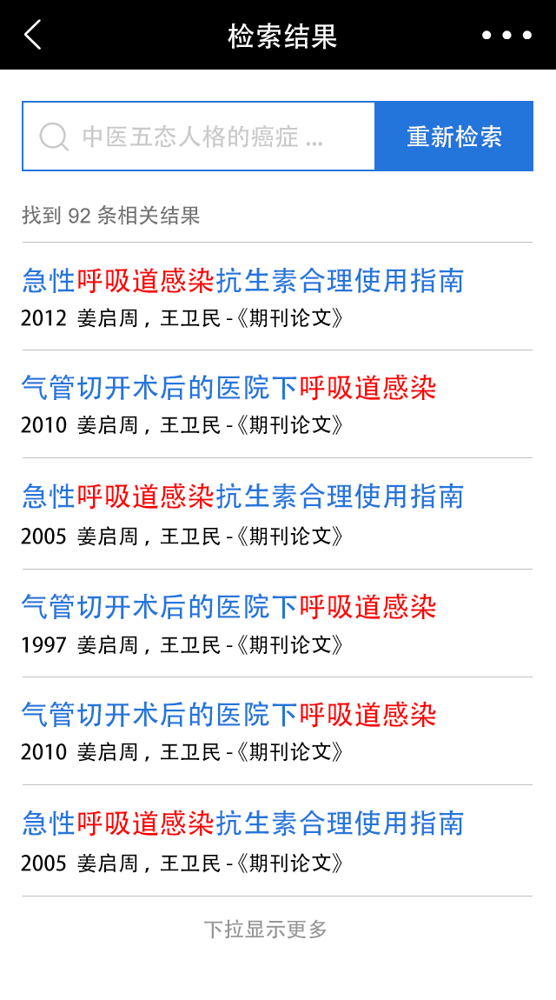 检索结果
中医五态人格的癌症 ...
重新检索
找到 92 条相关结果
急性呼吸道感染抗生素合理使用指南
2012 姜启周，王卫民 -《期刊论文》
气管切开术后的医院下呼吸道感染
2010 姜启周，王卫民 -《期刊论文》
急性呼吸道感染抗生素合理使用指南
2005 姜启周，王卫民 -《期刊论文》
气管切开术后的医院下呼吸道感染
1997 姜启周，王卫民 -《期刊论文》
气管切开术后的医院下呼吸道感染
2010 姜启周，王卫民 -《期刊论文》
急性呼吸道感染抗生素合理使用指南
2005 姜启周，王卫民 -《期刊论文》
下拉显示更多